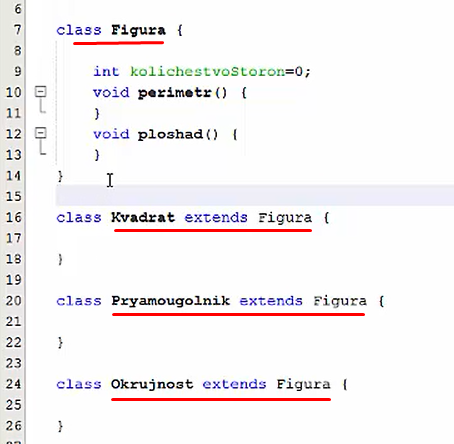 6
7 class Figura {
8
9 int kolichestvoStoron=0;
10 void perimetr() {
11 }
12 void ploshad() {
13 }
14 }
15
16 class Kvadrat extends Figura {
17
18 }
19
20 class Pryamougolnik extends Figura {
21
22 }
23
24 class Okrujnost extends Figura {
25
26 }